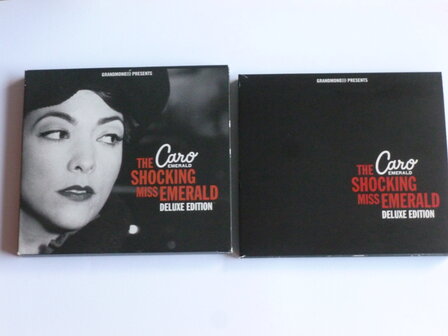 GRANDMONO PRESENTS
Caro
EMERALD
THE
SHOCKING
MISS EMERALD
DELUXE EDITION
GRANDMONO PRESENTS
Caro
EMERALD
THE
SHOCKING
MISS EMERALD
DELUXE EDITION